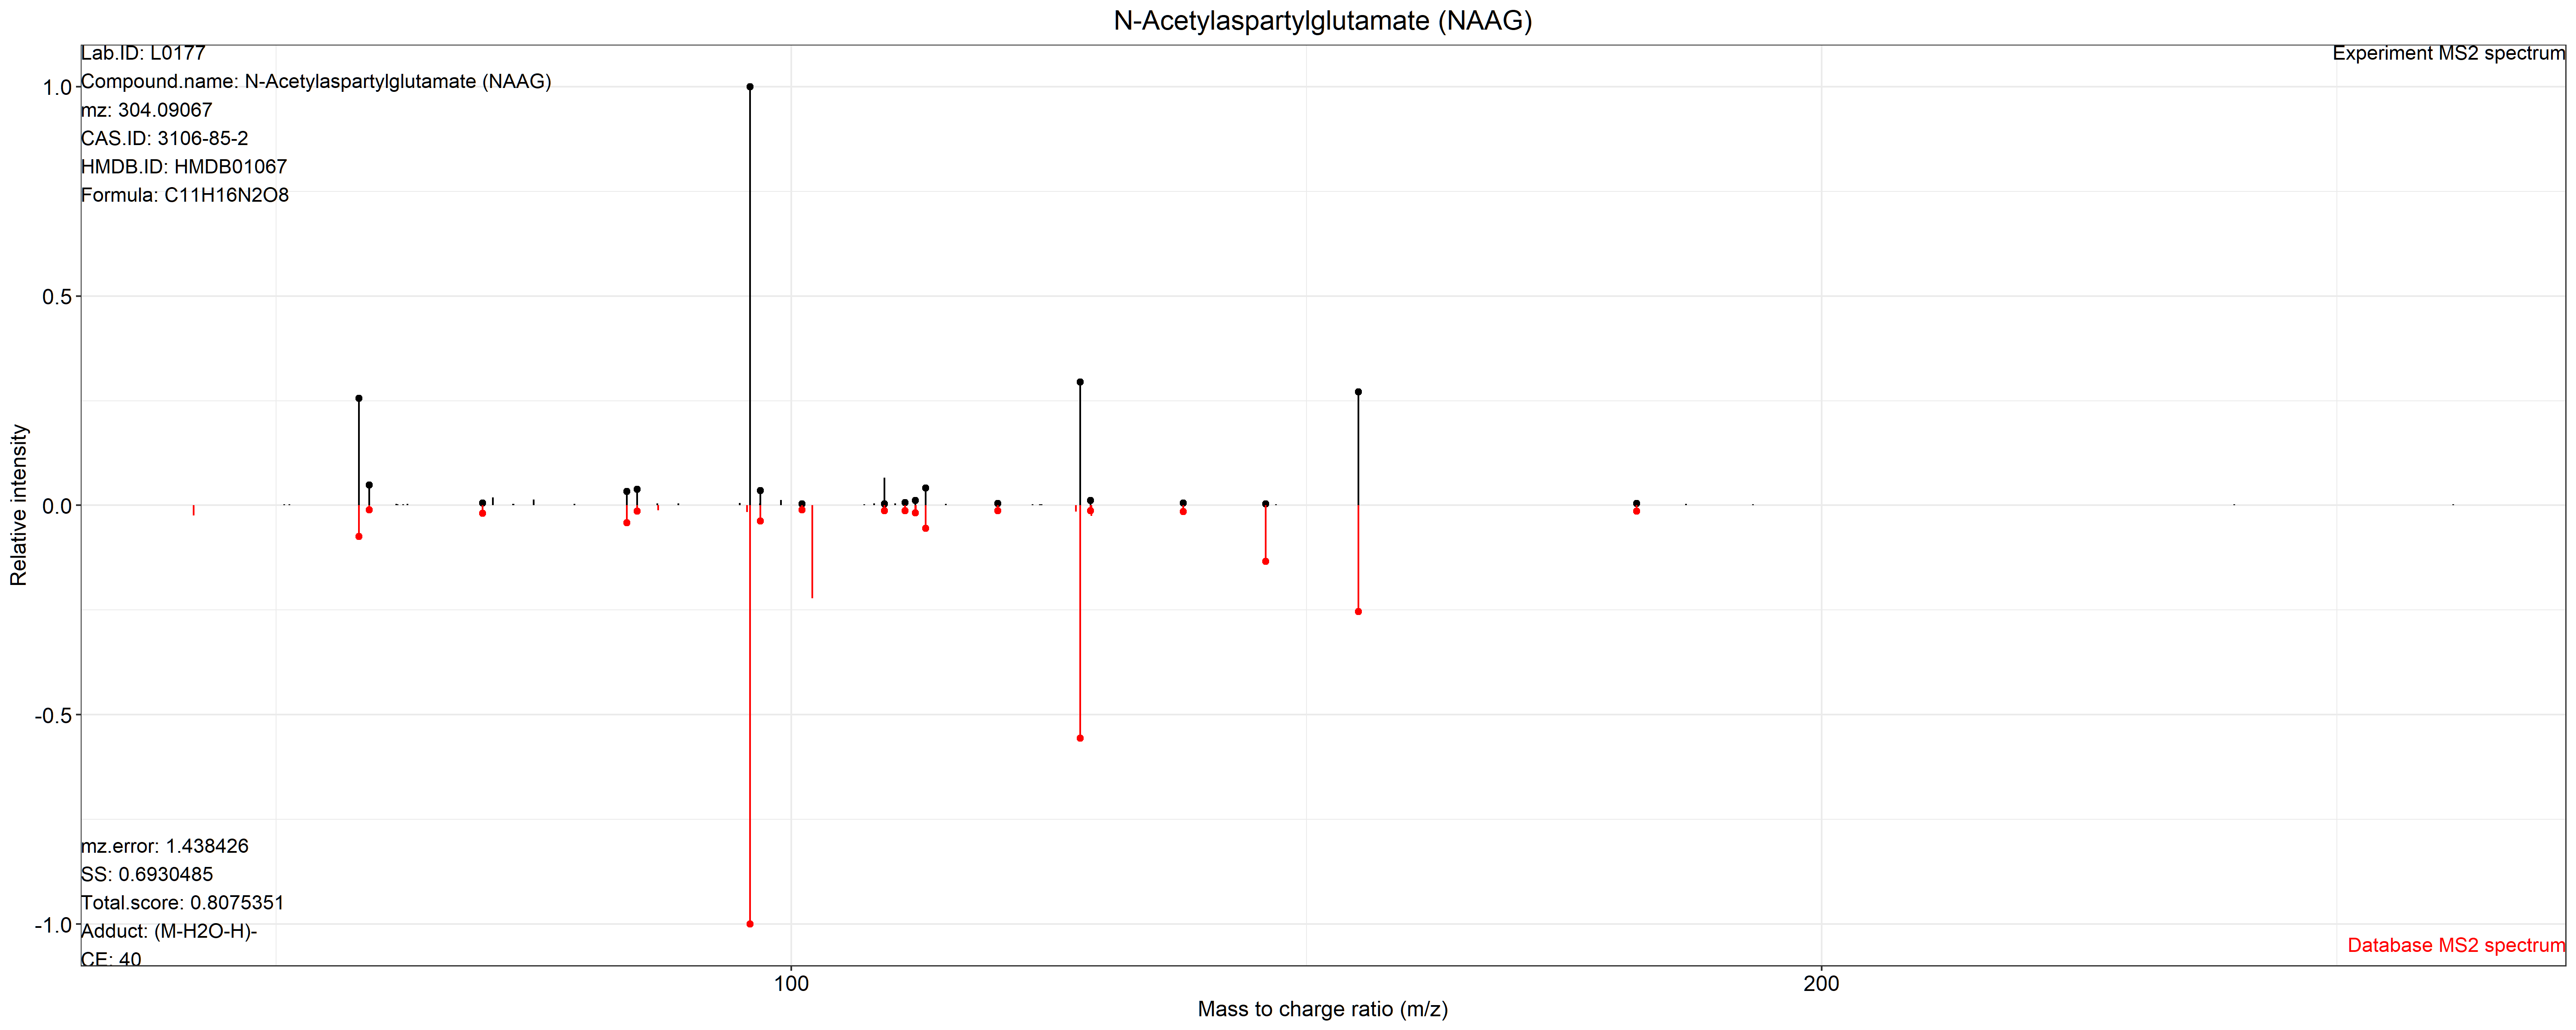 N-Acetylaspartylglutamate (NAAG)
Lab.ID: L0177
Experiment MS2 spectrum
Compound.name: N-Acetylaspartylglutamate (NAAG)
mz: 304.09067
CAS.ID: 3106-85-2
HMDB.ID: HMDB01067
Formula: C11H16N2O8
1.0
0.5
0.0
-0.5
-1.0
Relative intensity
mz.error: 1.438426
SS: 0.6930485
Total.score: 0.8075351
Adduct: (M-H2O-H)-
CE: 40
Database MS2 spectrum
100
200
Mass to charge ratio (m/z)